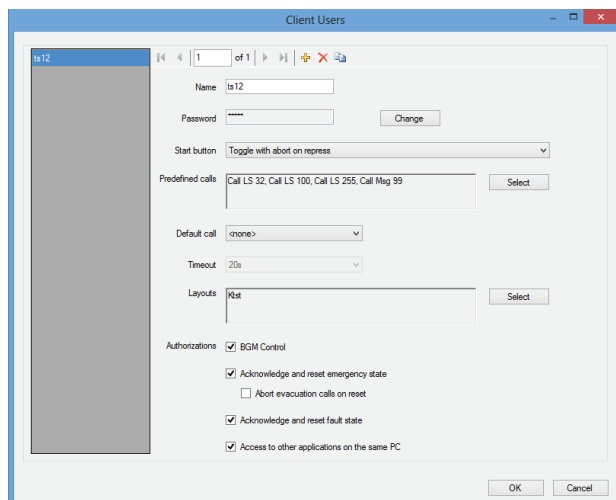 Client Users
ts12
1 of 1
Name ts12
Password ***** Change
Start button Toggle with abort on repress
Predefined calls Call LS 32, Call LS 100, Call LS 255, Call Msg 99 Select
Default call <none>
Timeout 20s
Layouts Ktst Select
Authorizations BGM Control
Acknowledge and reset emergency state
Abort evacuation calls on reset
Acknowledge and reset fault state
Access to other applications on the same PC
OK Cancel